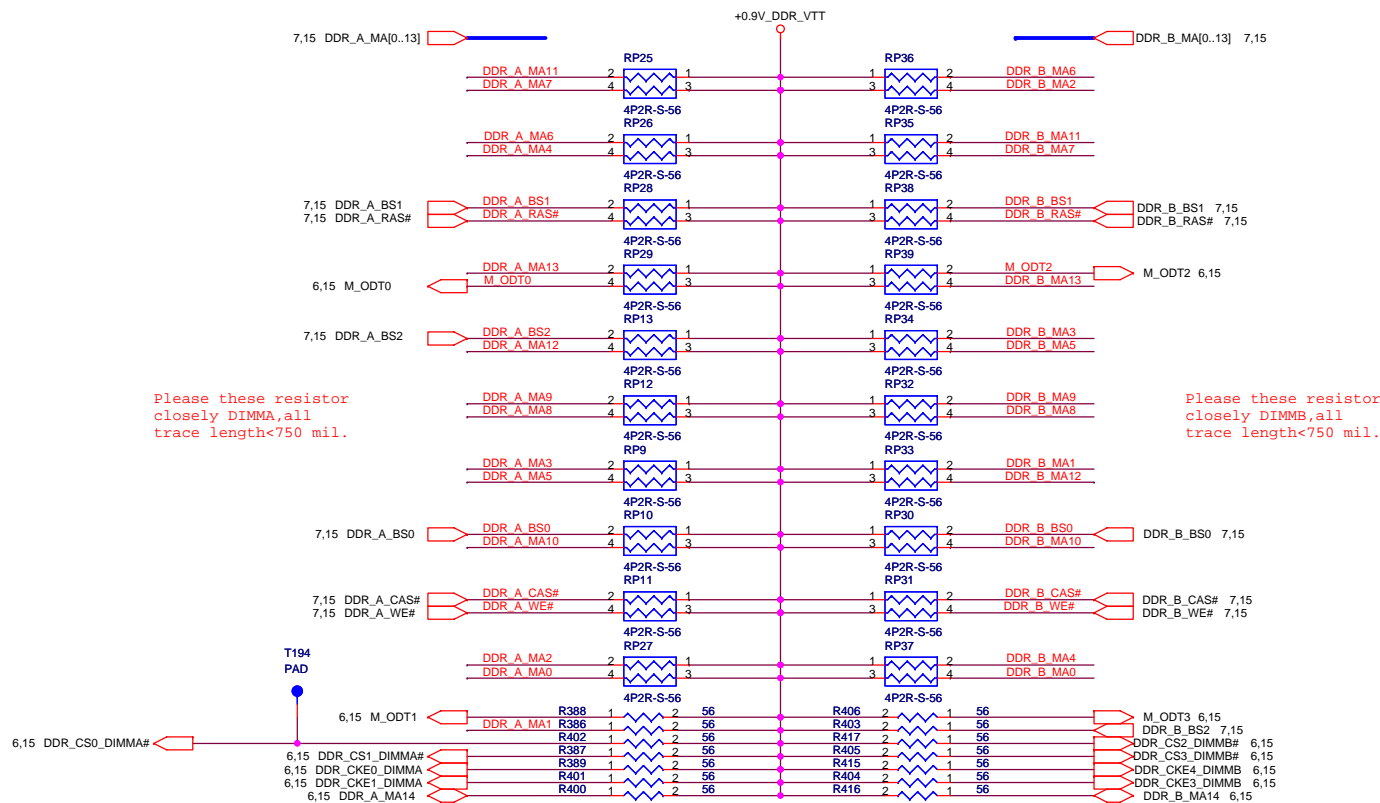 +0.9V_DDR_VTT
7,15 DDR_A_MA[0..13]
DDR_B_MA[0..13] 7,15
RP25 RP36
DDR_A_MA11 2 1 1 2 DDR_B_MA6
DDR_A_MA7 4 3 3 4 DDR_B_MA2
4P2R-S-56 4P2R-S-56
RP26 RP35
DDR_A_MA6 2 1 1 2 DDR_B_MA11
DDR_A_MA4 4 3 3 4 DDR_B_MA7
4P2R-S-56 4P2R-S-56
RP28 RP38
7,15 DDR_A_BS1 DDR_A_BS1 2 1 1 2 DDR_B_BS1 DDR_B_BS1 7,15
7,15 DDR_A_RAS# DDR_A_RAS# 4 3 3 4 DDR_B_RAS# DDR_B_RAS# 7,15
4P2R-S-56 4P2R-S-56
RP29 RP39
DDR_A_MA13 2 1 1 2 M_ODT2 M_ODT2 6,15
6,15 M_ODT0 M_ODT0 4 3 3 4 DDR_B_MA13
4P2R-S-56 4P2R-S-56
RP13 RP34
7,15 DDR_A_BS2 DDR_A_BS2 2 1 1 2 DDR_B_MA3
DDR_A_MA12 4 3 3 4 DDR_B_MA5
4P2R-S-56 4P2R-S-56
RP12 RP32
DDR_A_MA9 2 1 1 2 DDR_B_MA9
DDR_A_MA8 4 3 3 4 DDR_B_MA8
4P2R-S-56 4P2R-S-56
Please these resistor
closely DIMMA,all
trace length<750 mil.
Please these resistor
closely DIMMB,all
trace length<750 mil.
RP9 RP33
DDR_A_MA3 2 1 1 2 DDR_B_MA1
DDR_A_MA5 4 3 3 4 DDR_B_MA12
4P2R-S-56 4P2R-S-56
RP10 RP30
7,15 DDR_A_BS0 DDR_A_BS0 2 1 1 2 DDR_B_BS0 DDR_B_BS0 7,15
DDR_A_MA10 4 3 3 4 DDR_B_MA10
4P2R-S-56 4P2R-S-56
RP11 RP31
7,15 DDR_A_CAS# DDR_A_CAS# 2 1 1 2 DDR_B_CAS# DDR_B_CAS# 7,15
7,15 DDR_A_WE# DDR_A_WE# 4 3 3 4 DDR_B_WE# DDR_B_WE# 7,15
4P2R-S-56 4P2R-S-56
RP27 RP37
DDR_A_MA2 2 1 1 2 DDR_B_MA4
DDR_A_MA0 4 3 3 4 DDR_B_MA0
4P2R-S-56 4P2R-S-56
T194
PAD
6,15 M_ODT1 R388 1 2 56 R406 2 1 56 M_ODT3 6,15
DDR_A_MA1 R386 1 2 56 R403 2 1 56 DDR_B_BS2 7,15
6,15 DDR_CS0_DIMMA# R402 1 2 56 R417 2 1 56 DDR_CS2_DIMMB# 6,15
6,15 DDR_CS1_DIMMA# R387 1 2 56 R405 2 1 56 DDR_CS3_DIMMB# 6,15
6,15 DDR_CKE0_DIMMA R389 1 2 56 R415 2 1 56 DDR_CKE4_DIMMB 6,15
6,15 DDR_CKE1_DIMMA R401 1 2 56 R404 2 1 56 DDR_CKE3_DIMMB 6,15
6,15 DDR_A_MA14 R400 1 2 56 R416 2 1 56 DDR_B_MA14 6,15